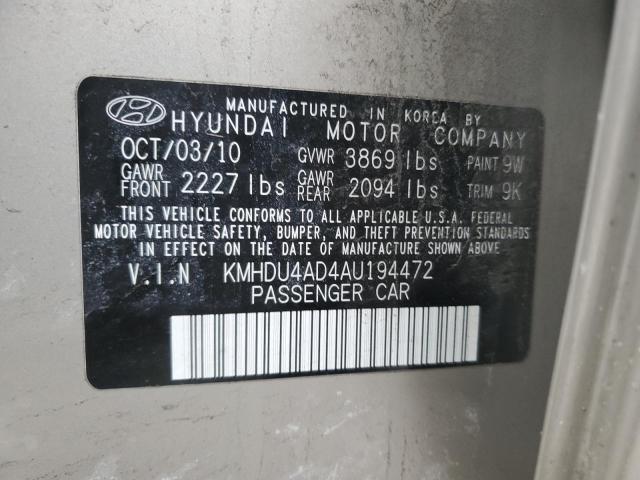 MANUFACTURED IN KOREA BY
HYUNDAI MOTOR COMPANY
OCT/03/10 GVWR 3869 lbs PAINT 9W
GAWR FRONT 2227 lbs GAWR REAR 2094 lbs TRIM 9K
THIS VEHICLE CONFORMS TO ALL APPLICABLE U.S.A. FEDERAL
MOTOR VEHICLE SAFETY, BUMPER, AND THEFT PREVENTION STANDARDS
IN EFFECT ON THE DATE OF MANUFACTURE SHOWN ABOVE
V.I.N KMHDU4AD4AU194472
PASSENGER CAR